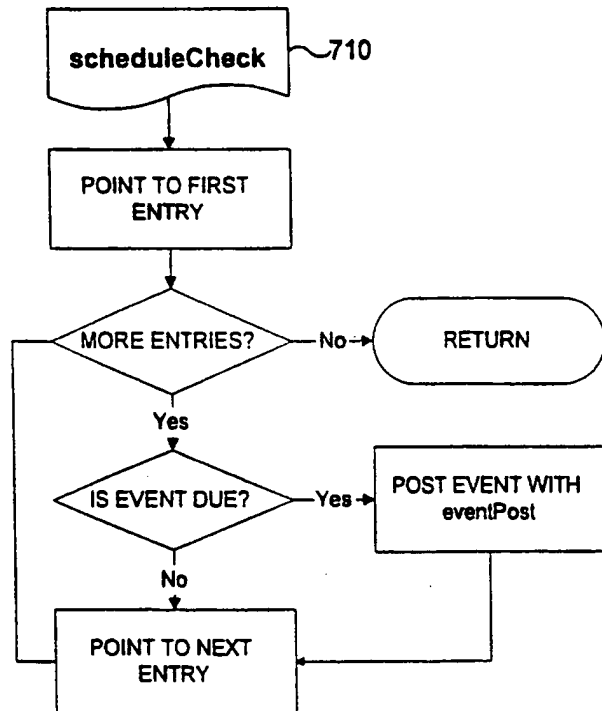 scheduleCheck
710
POINT TO FIRST
ENTRY
MORE ENTRIES?
No
RETURN
Yes
IS EVENT DUE?
Yes
POST EVENT WITH
eventPost
No
POINT TO NEXT
ENTRY